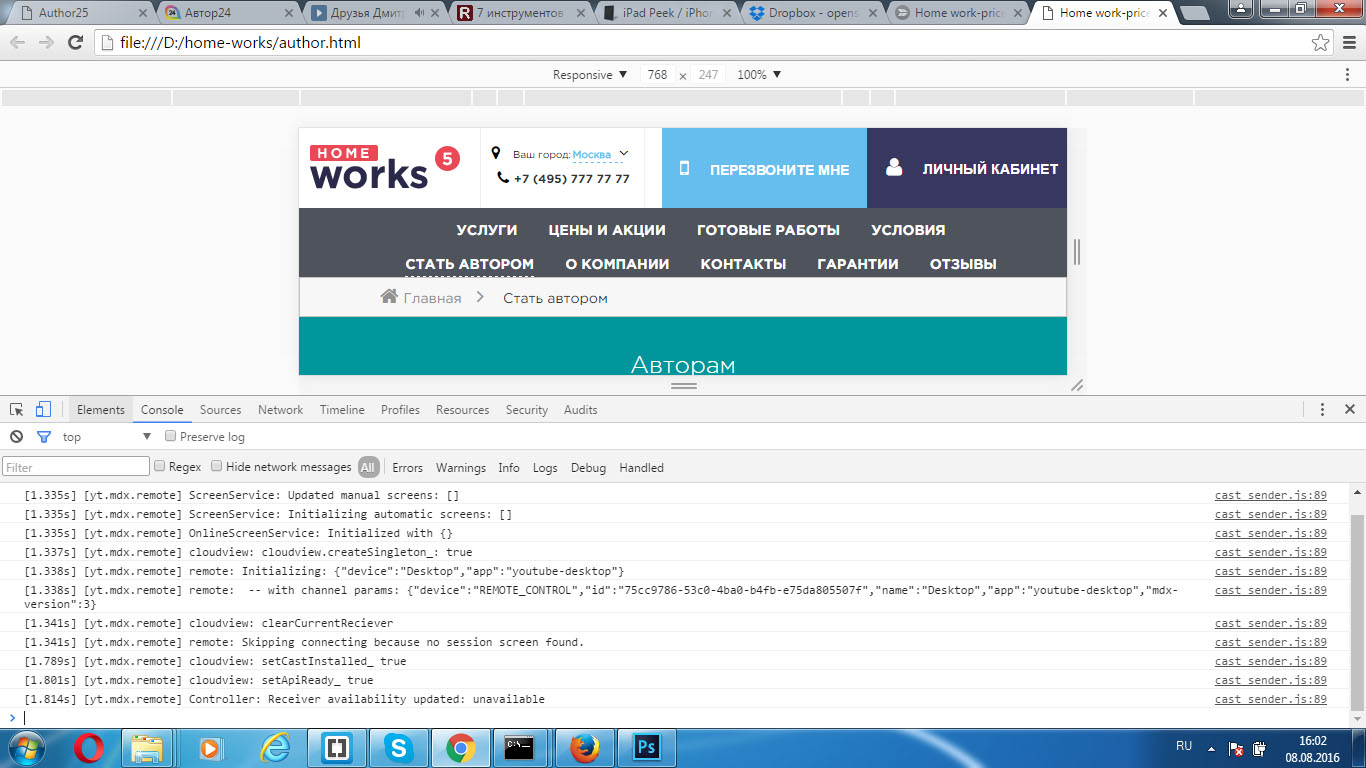 Author25 Автор24 Друзья Дмитр 7 инструментов iPad Peek / iPhon Dropbox - opens Home work-price Home work-price
file:///D:/home-works/author.html
Responsive ▼ 768 × 247 100% ▼
HOME works 5
Ваш город: Москва
+7 (495) 777 77 77
ПЕРЕЗВОНИТЕ МНЕ
ЛИЧНЫЙ КАБИНЕТ
УСЛУГИ ЦЕНЫ И АКЦИИ ГОТОВЫЕ РАБОТЫ УСЛОВИЯ
СТАТЬ АВТОРОМ О КОМПАНИИ КОНТАКТЫ ГАРАНТИИ ОТЗЫВЫ
Главная Стать автором
Авторам
Elements Console Sources Network Timeline Profiles Resources Security Audits
top ▼ Preserve log
Filter Regex Hide network messages All Errors Warnings Info Logs Debug Handled
[1.335s] [yt.mdx.remote] ScreenService: Updated manual screens: [] cast_sender.js:89
[1.335s] [yt.mdx.remote] ScreenService: Initializing automatic screens: [] cast_sender.js:89
[1.335s] [yt.mdx.remote] OnlineScreenService: Initialized with {} cast_sender.js:89
[1.337s] [yt.mdx.remote] cloudview: cloudview.createSingleton_: true cast_sender.js:89
[1.338s] [yt.mdx.remote] remote: Initializing: {"device":"Desktop","app":"youtube-desktop"} cast_sender.js:89
[1.338s] [yt.mdx.remote] remote:  -- with channel params: {"device":"REMOTE_CONTROL","id":"75cc9786-53c0-4ba0-b4fb-e75da805507f","name":"Desktop","app":"youtube-desktop","mdx- cast_sender.js:89
version":3}
[1.341s] [yt.mdx.remote] cloudview: clearCurrentReciever cast_sender.js:89
[1.341s] [yt.mdx.remote] remote: Skipping connecting because no session screen found. cast_sender.js:89
[1.789s] [yt.mdx.remote] cloudview: setCastInstalled_ true cast_sender.js:89
[1.801s] [yt.mdx.remote] cloudview: setApiReady_ true cast_sender.js:89
[1.814s] [yt.mdx.remote] Controller: Receiver availability updated: unavailable cast_sender.js:89
>
RU 16:02
08.08.2016